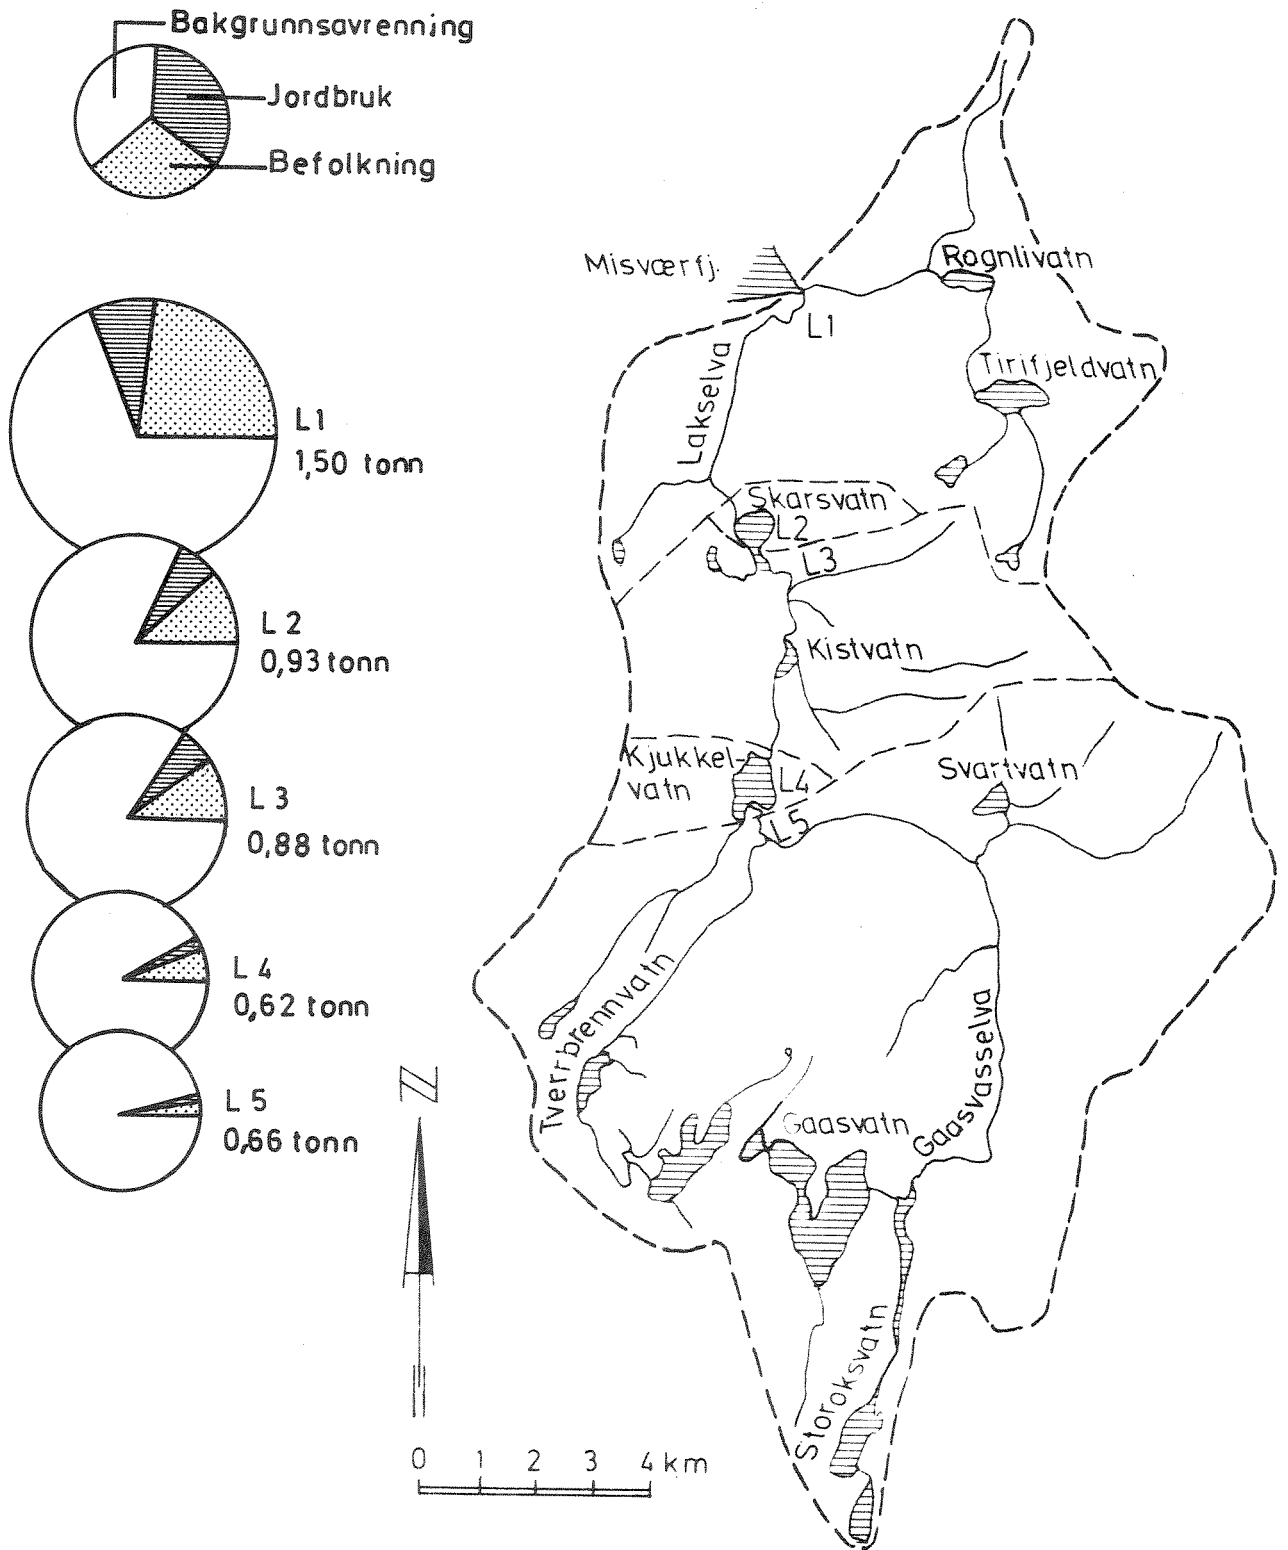 Bakgrunnsavrenning
Jordbruk
Befolkning
L1
1,50 tonn
L 2
0,93 tonn
L 3
0,88 tonn
L 4
0,62 tonn
L 5
0,66 tonn
Misværfj.
Rognlivatn
L1
Tirifjeldvatn
Lakselva
Skarsvatn
L2
L3
Kistvatn
Kjukkel-
vatn
L4
Svartvatn
L5
Tverrbrennvatn
Gaasvasselva
Gaasvatn
Storoksvatn
N
0 1 2 3 4 km